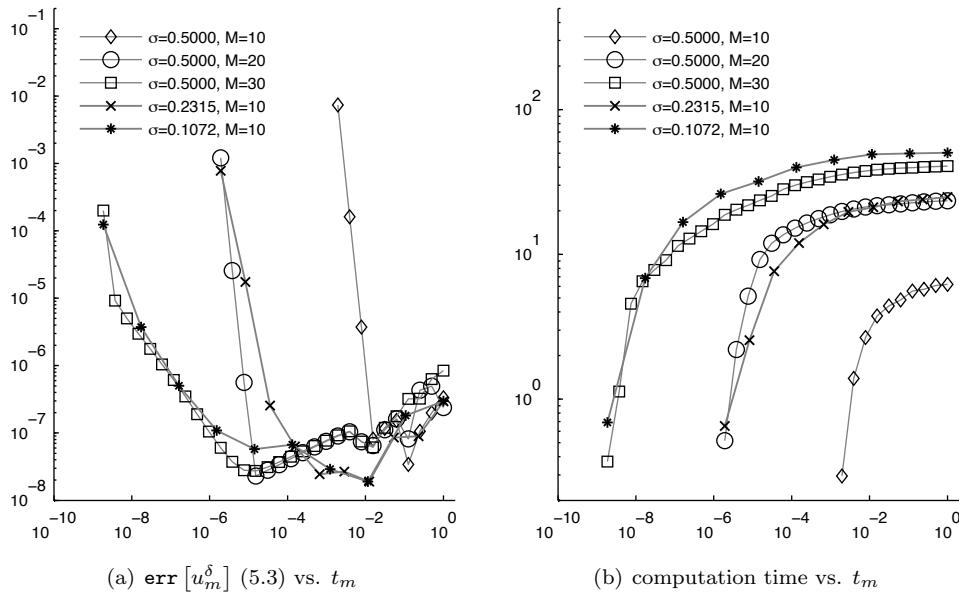 10^{-1}
10^{-2}
10^{-3}
10^{-4}
10^{-5}
10^{-6}
10^{-7}
10^{-8}
10^{-10} 10^{-8} 10^{-6} 10^{-4} 10^{-2} 10^{0}
σ=0.5000, M=10
σ=0.5000, M=20
σ=0.5000, M=30
σ=0.2315, M=10
σ=0.1072, M=10
(a) err [u_m^δ] (5.3) vs. t_m
10^{2}
10^{1}
10^{0}
10^{-10} 10^{-8} 10^{-6} 10^{-4} 10^{-2} 10^{0}
σ=0.5000, M=10
σ=0.5000, M=20
σ=0.5000, M=30
σ=0.2315, M=10
σ=0.1072, M=10
(b) computation time vs. t_m